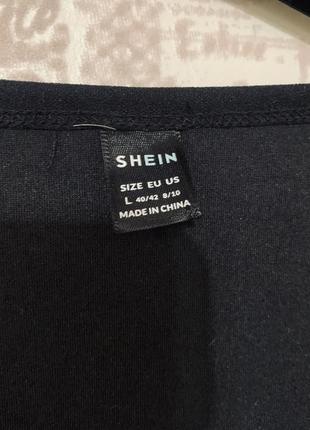 SHEIN
SIZE EU US
L 40/42 8/10
MADE IN CHINA